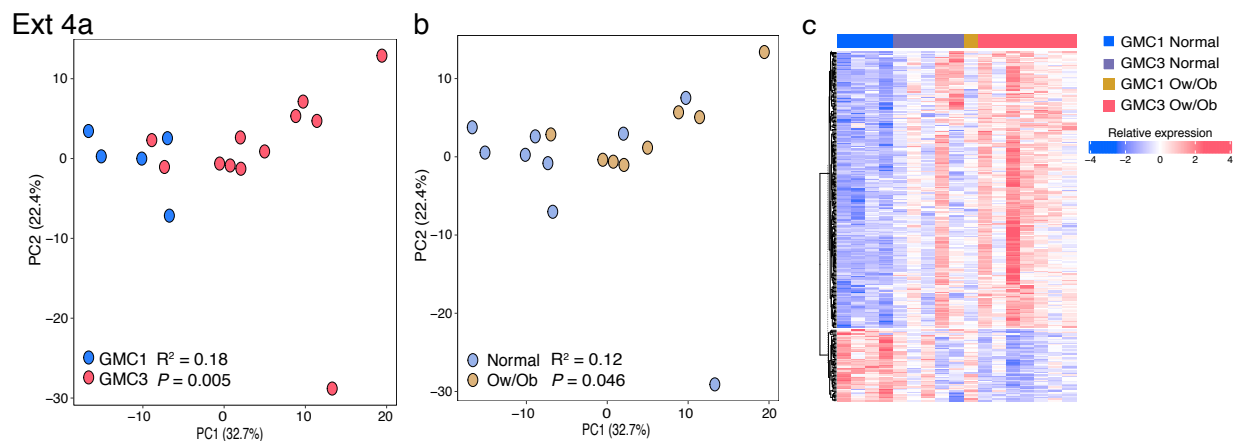 Ext 4a
10
0
−10
−20
−30
PC2 (22.4%)
GMC1 R² = 0.18
GMC3 P = 0.005
−10
0
10
20
PC1 (32.7%)
b
10
0
−10
−20
−30
PC2 (22.4%)
Normal R² = 0.12
Ow/Ob P = 0.046
−10
0
10
20
PC1 (32.7%)
c
GMC1 Normal
GMC3 Normal
GMC1 Ow/Ob
GMC3 Ow/Ob
Relative expression
−4 −2 0 2 4